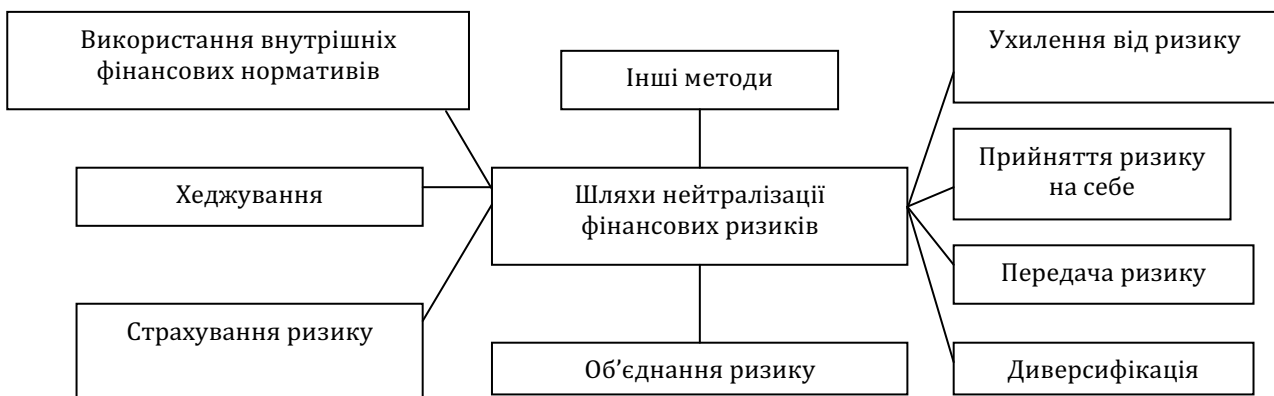 Використання внутрішніх
фінансових нормативів
Інші методи
Ухилення від ризику
Хеджування
Шляхи нейтралізації
фінансових ризиків
Прийняття ризику
на себе
Передача ризику
Страхування ризику
Об’єднання ризику
Диверсифікація